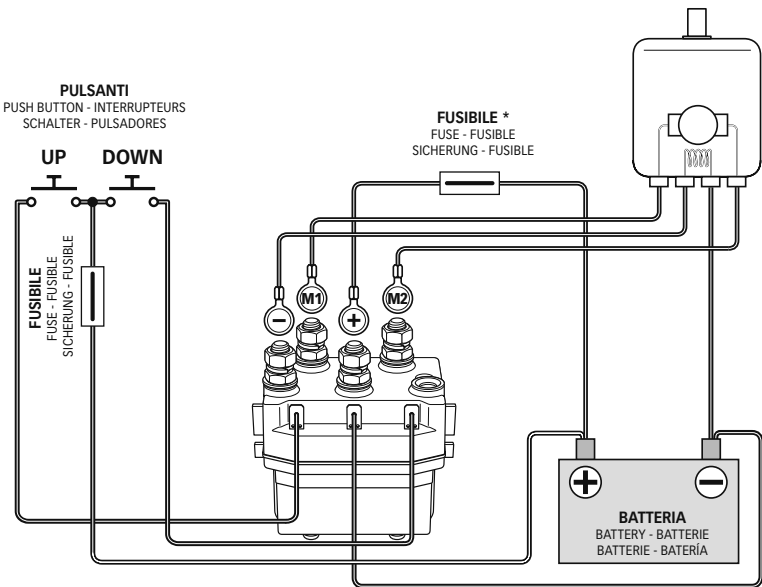 PULSANTI
PUSH BUTTON - INTERRUPTEURS
SCHALTER - PULSADORES
UP DOWN
FUSIBILE
FUSE - FUSIBLE
SICHERUNG - FUSIBLE
FUSIBILE *
FUSE - FUSIBLE
SICHERUNG - FUSIBLE
− M1 + M2
+ −
BATTERIA
BATTERY - BATTERIE
BATTERIE - BATERÍA